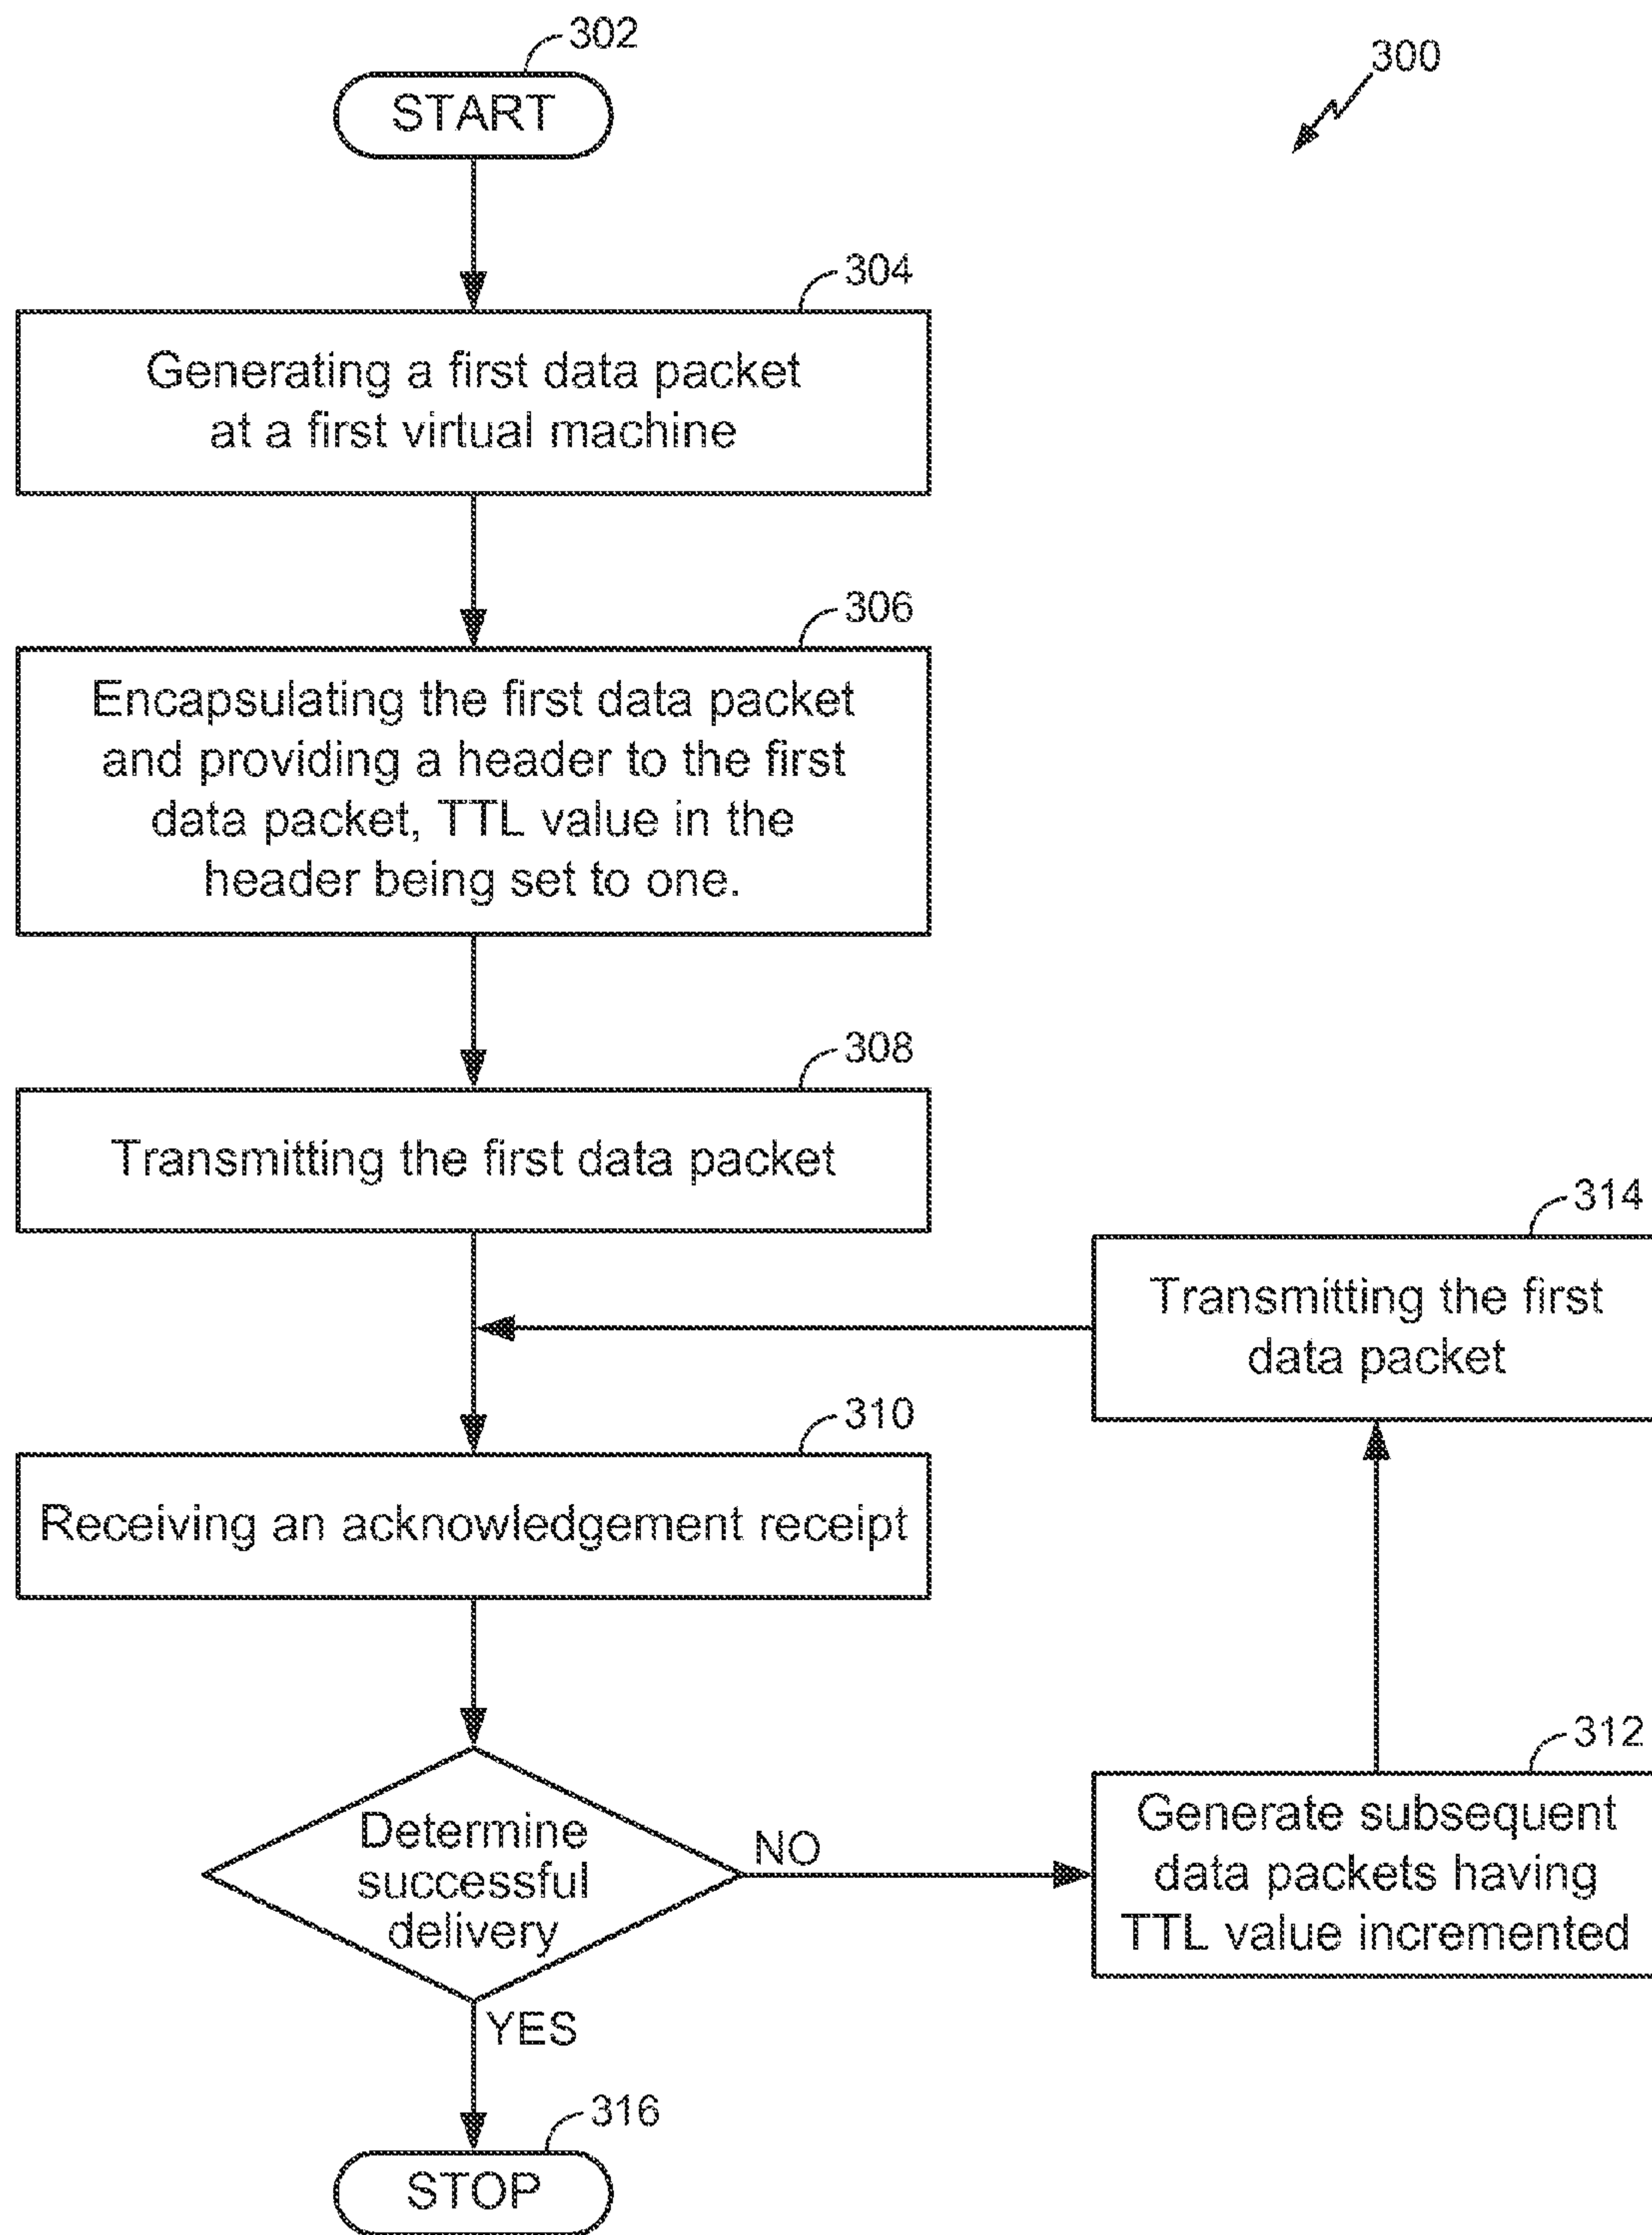 302
START
300
304
Generating a first data packet
at a first virtual machine
306
Encapsulating the first data packet
and providing a header to the first
data packet, TTL value in the
header being set to one.
308
Transmitting the first data packet
314
Transmitting the first
data packet
310
Receiving an acknowledgement receipt
312
Generate subsequent
data packets having
TTL value incremented
Determine
successful
delivery
NO
YES
316
STOP